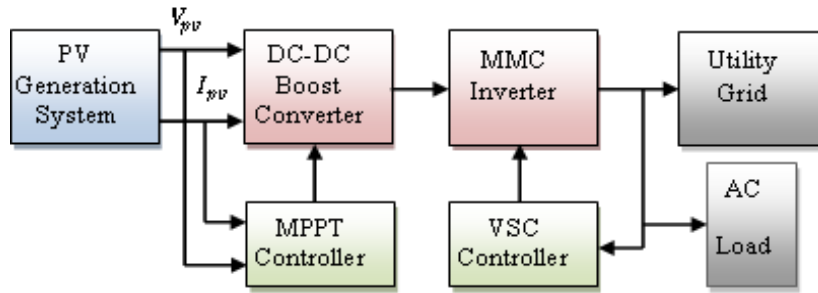 V_pv
PV
Generation
System
I_pv
DC-DC
Boost
Converter
MMC
Inverter
Utility
Grid
MPPT
Controller
VSC
Controller
AC
Load